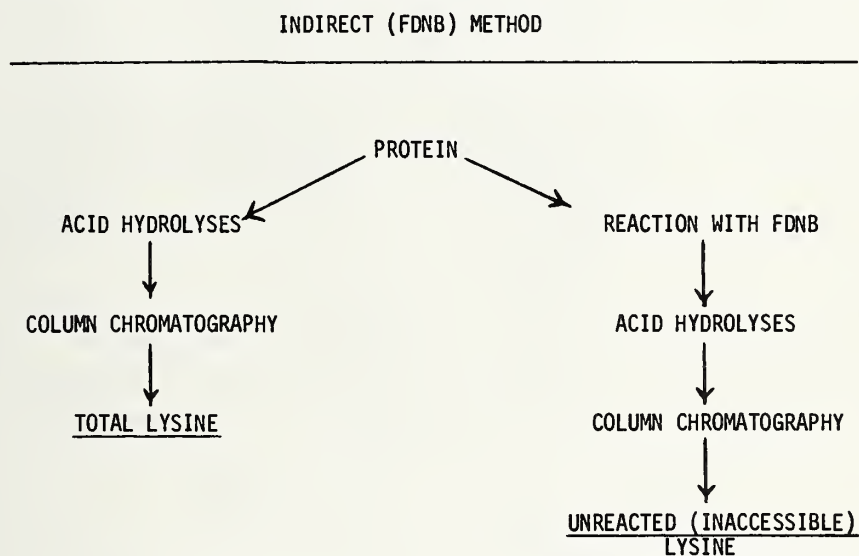 INDIRECT (FDNB) METHOD
PROTEIN
ACID HYDROLYSES
COLUMN CHROMATOGRAPHY
TOTAL LYSINE
REACTION WITH FDNB
ACID HYDROLYSES
COLUMN CHROMATOGRAPHY
UNREACTED (INACCESSIBLE)
LYSINE